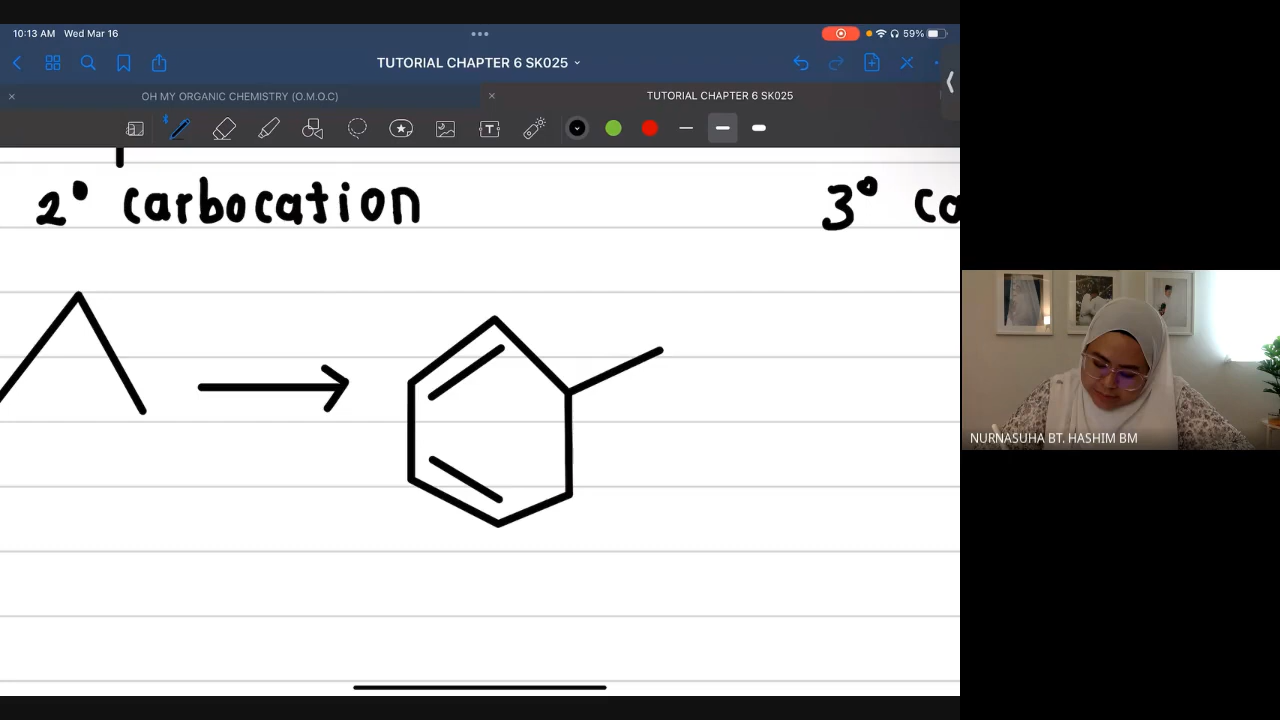 10:13 AM Wed Mar 16
59%
TUTORIAL CHAPTER 6 SK025
OH MY ORGANIC CHEMISTRY (O.M.O.C)
TUTORIAL CHAPTER 6 SK025
T
2° carbocation
3° ca
NURNASUHA BT. HASHIM BM